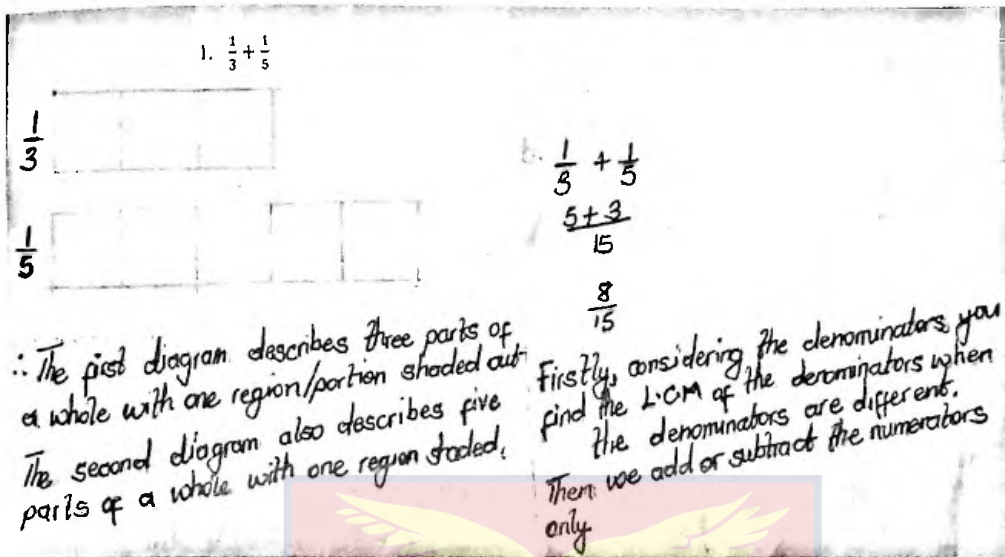 1. 1/3 + 1/5
1/3
1/5
∴ The first diagram describes three parts of
a whole with one region/portion shaded out
The second diagram also describes five
parts of a whole with one region shaded.
b. 1/3 + 1/5
5+3/15
8/15
Firstly, considering the denominators, you
find the L.C.M of the denominators when
the denominators are different.
Then we add or subtract the numerators
only